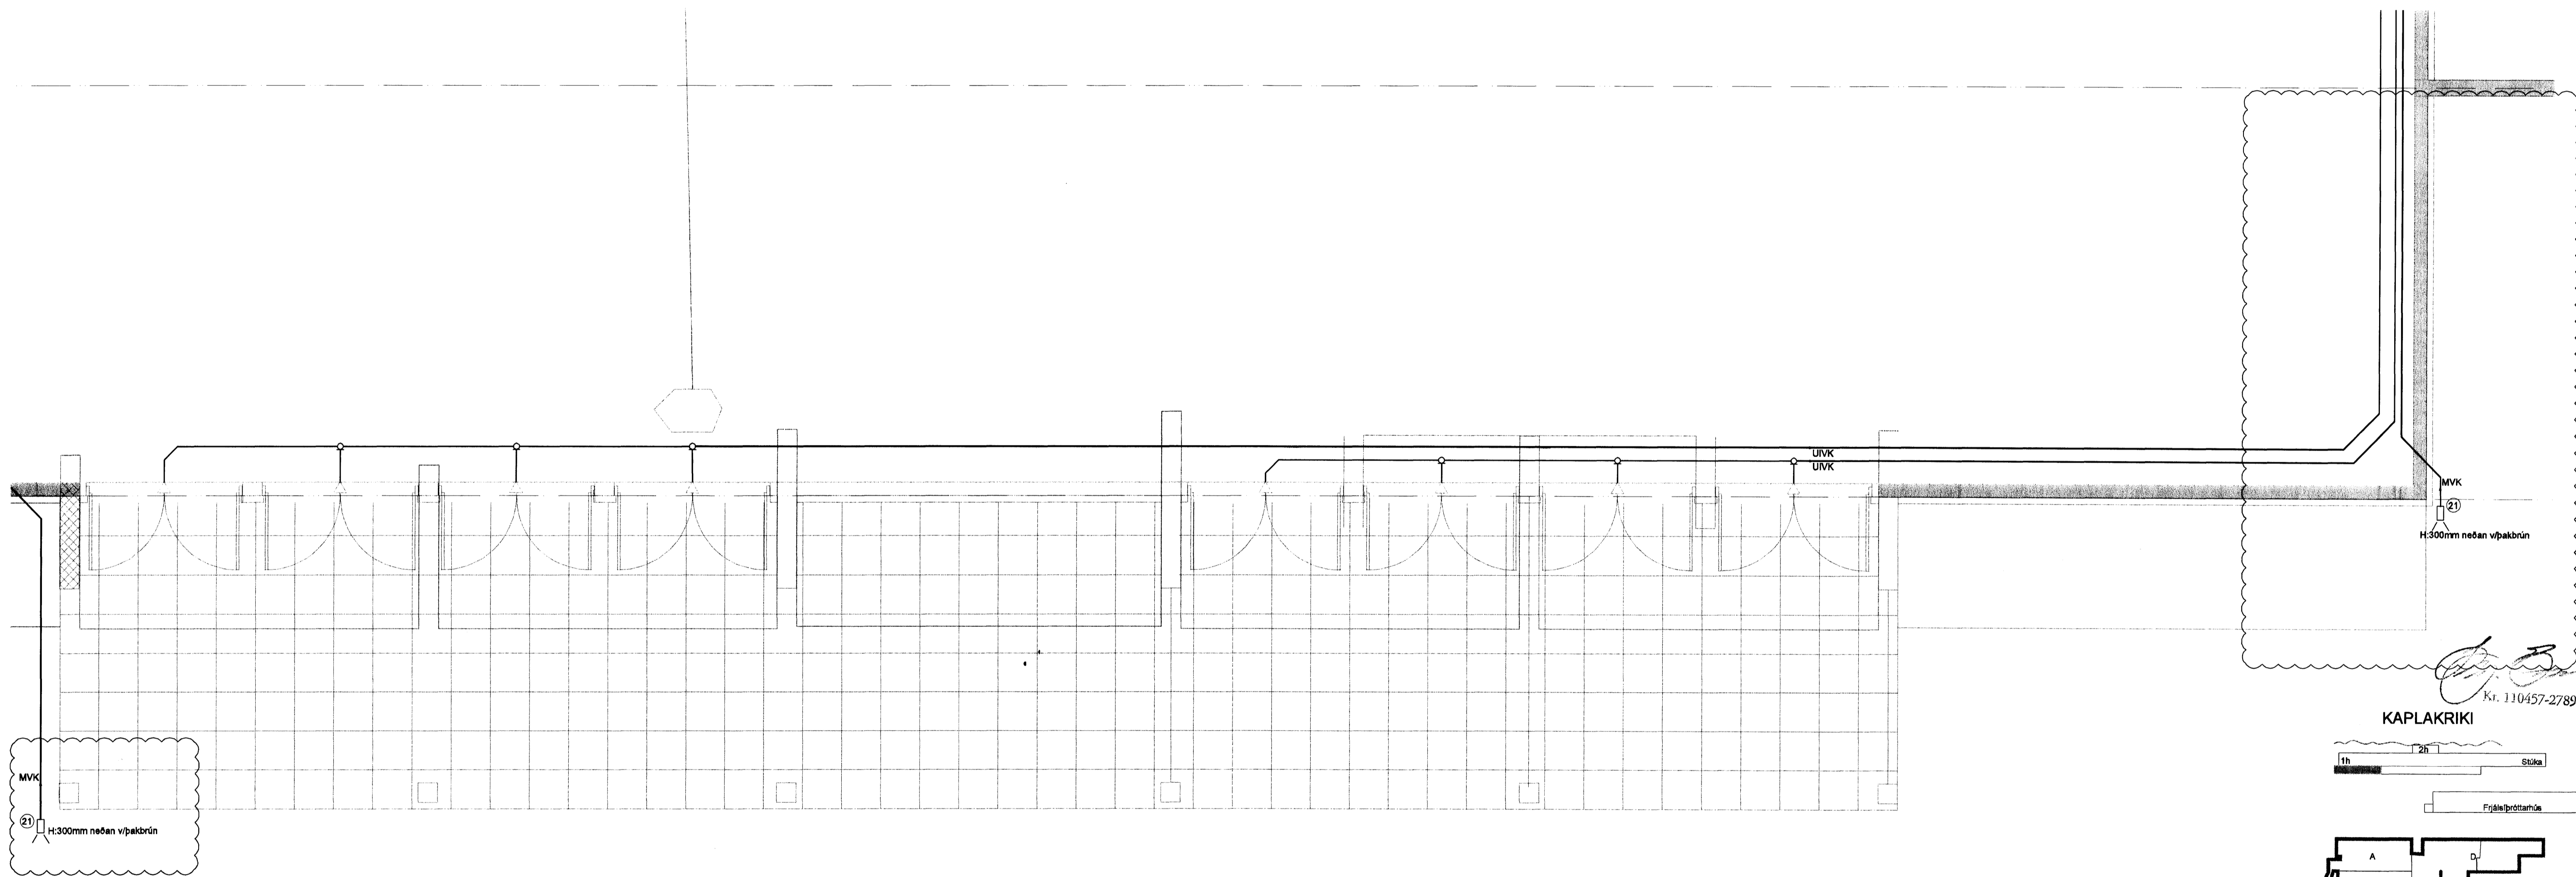 UIVK
UIVK
MVK
21
H:300mm neðan v/þakbrún
MVK
21
H:300mm neðan v/þakbrún
Kt. 110457-2789
KAPLAKRIKI
2h
1h
Stúka
Frjálsíþróttarhús
A
D